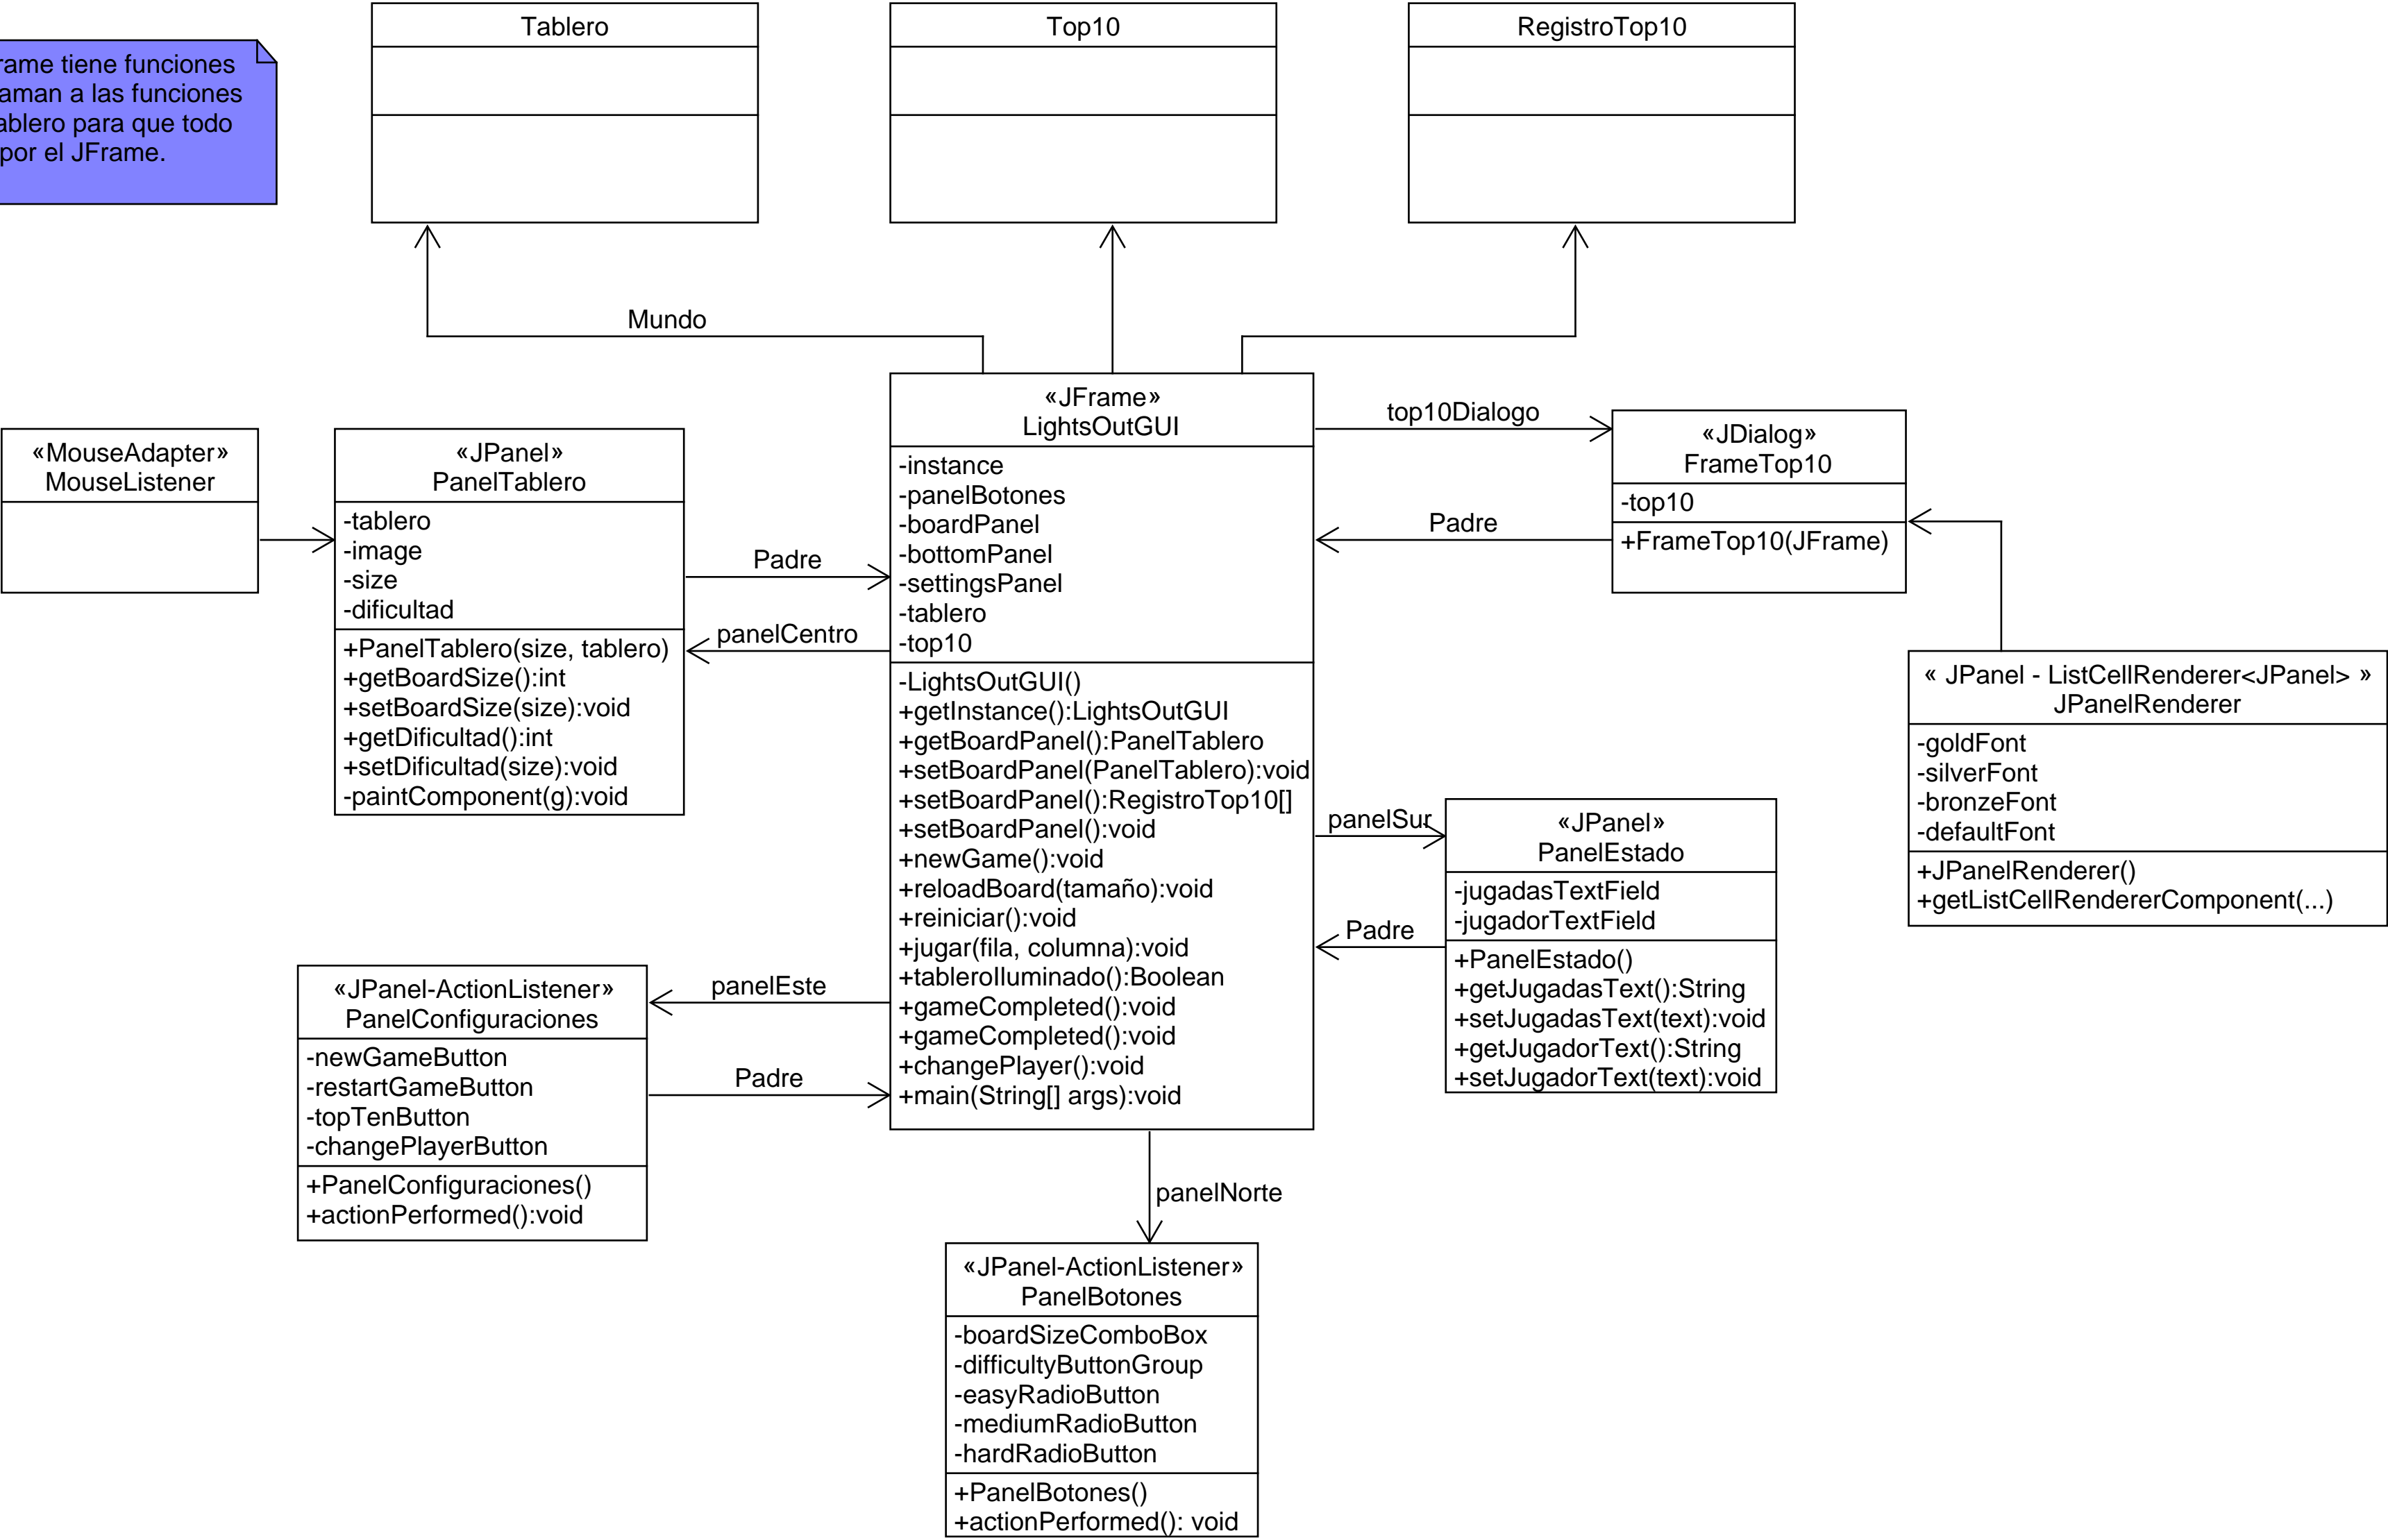 Tablero
Top10
RegistroTop10
tiene funciones
a las funciones
para que todo
por el JFrame.
Mundo
«MouseAdapter»
MouseListener
«JPanel»
PanelTablero
-tablero
-image
-size
-dificultad
+PanelTablero(size, tablero)
+getBoardSize():int
+setBoardSize(size):void
+getDificultad():int
+setDificultad(size):void
-paintComponent(g):void
Padre
panelCentro
«JFrame»
LightsOutGUI
-instance
-panelBotones
-boardPanel
-bottomPanel
-settingsPanel
-tablero
-top10
-LightsOutGUI()
+getInstance():LightsOutGUI
+getBoardPanel():PanelTablero
+setBoardPanel(PanelTablero):void
+setBoardPanel():RegistroTop10[]
+setBoardPanel():void
+newGame():void
+reloadBoard(tamaño):void
+reiniciar():void
+jugar(fila, columna):void
+tableroIluminado():Boolean
+gameCompleted():void
+gameCompleted():void
+changePlayer():void
+main(String[] args):void
top10Dialogo
Padre
«JDialog»
FrameTop10
-top10
+FrameTop10(JFrame)
« JPanel - ListCellRenderer<JPanel> »
JPanelRenderer
-goldFont
-silverFont
-bronzeFont
-defaultFont
+JPanelRenderer()
+getListCellRendererComponent(...)
panelSur
Padre
«JPanel»
PanelEstado
-jugadasTextField
-jugadorTextField
+PanelEstado()
+getJugadasText():String
+setJugadasText(text):void
+getJugadorText():String
+setJugadorText(text):void
panelEste
Padre
«JPanel-ActionListener»
PanelConfiguraciones
-newGameButton
-restartGameButton
-topTenButton
-changePlayerButton
+PanelConfiguraciones()
+actionPerformed():void
panelNorte
«JPanel-ActionListener»
PanelBotones
-boardSizeComboBox
-difficultyButtonGroup
-easyRadioButton
-mediumRadioButton
-hardRadioButton
+PanelBotones()
+actionPerformed(): void